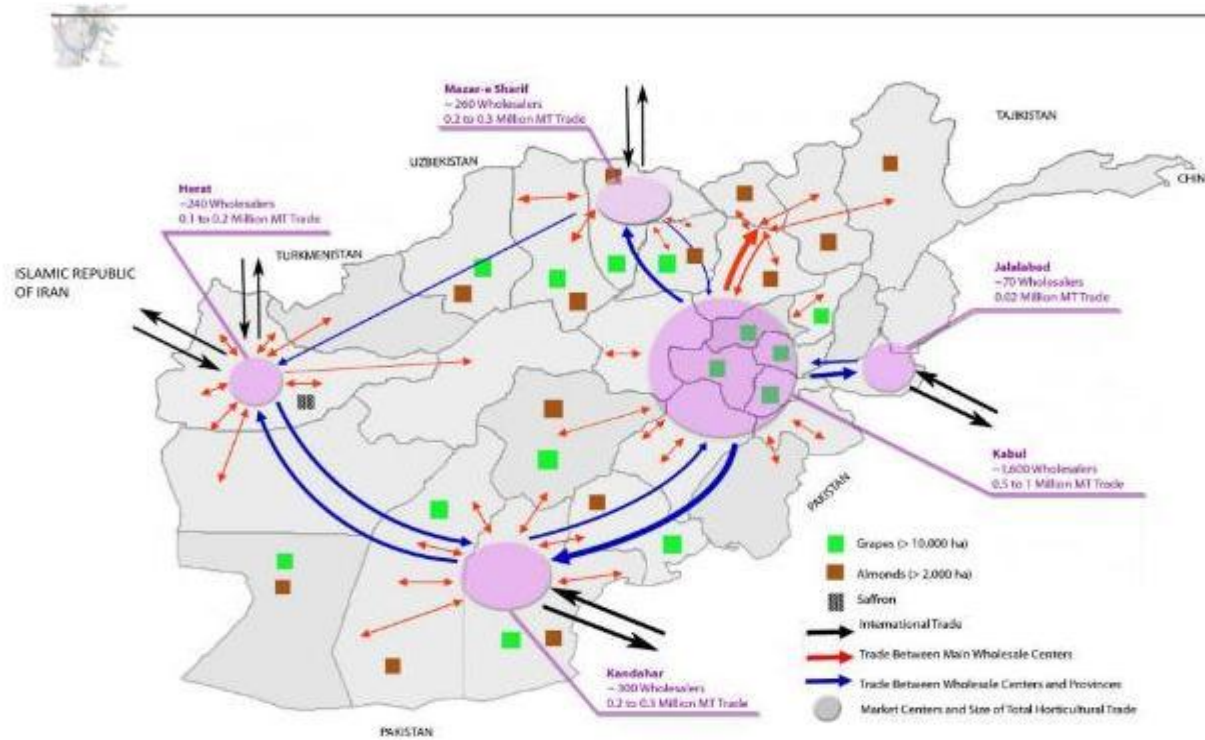 Mazar-e Sharif
~ 260 Wholesalers
0.2 to 0.3 Million MT Trade
TAJIKISTAN
UZBEKISTAN
CHIN
Herat
~240 Wholesalers
0.1 to 0.2 Million MT Trade
TURKMENISTAN
ISLAMIC REPUBLIC
OF IRAN
Jalalabad
~70 Wholesalers
0.02 Million MT Trade
Kabul
~1,600 Wholesalers
0.5 to 1 Million MT Trade
PAKISTAN
Grapes (> 10,000 ha)
Almonds (> 2,000 ha)
Saffron
International Trade
Trade Between Main Wholesale Centers
Trade Between Wholesale Centers and Provinces
Market Centers and Size of Total Horticultural Trade
Kandahar
~ 300 Wholesalers
0.2 to 0.3 Million MT Trade
PAKISTAN